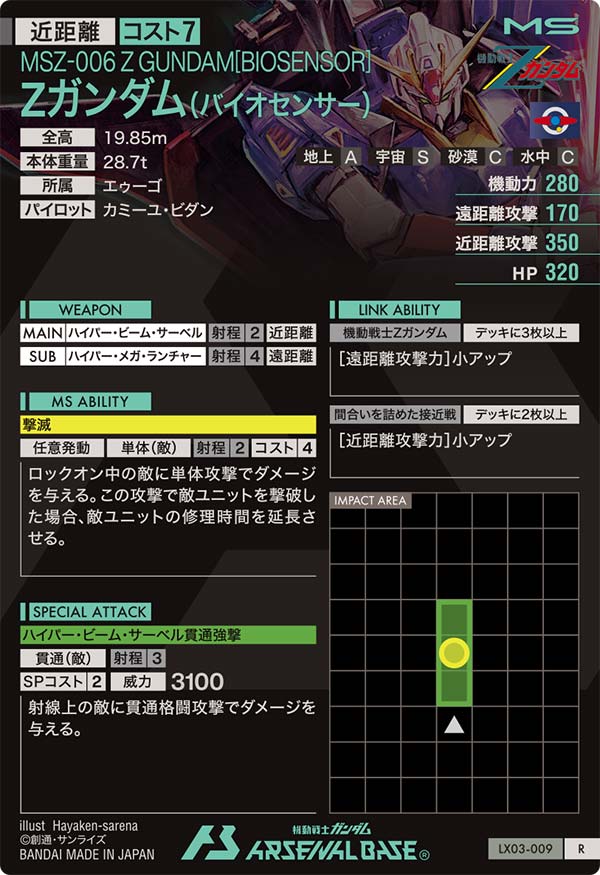 近距離 コスト7
MS
MSZ-006 Z GUNDAM[BIOSENSOR]
機動戦士Zガンダム
Zガンダム(バイオセンサー)
全高 19.85m
本体重量 28.7t
所属 エゥーゴ
パイロット カミーユ・ビダン
地上 A 宇宙 S 砂漠 C 水中 C
機動力 280
遠距離攻撃 170
近距離攻撃 350
HP 320
WEAPON
MAIN ハイパー・ビーム・サーベル 射程 2 近距離
SUB ハイパー・メガ・ランチャー 射程 4 遠距離
MS ABILITY
撃滅
任意発動 単体(敵) 射程 2 コスト 4
ロックオン中の敵に単体攻撃でダメージ
を与える。この攻撃で敵ユニットを撃破し
た場合、敵ユニットの修理時間を延長さ
せる。
SPECIAL ATTACK
ハイパー・ビーム・サーベル貫通強撃
貫通(敵) 射程 3
SPコスト 2 威力 3100
射線上の敵に貫通格闘攻撃でダメージを
与える。
LINK ABILITY
機動戦士Zガンダム デッキに3枚以上
[遠距離攻撃力]小アップ
間合いを詰めた接近戦 デッキに2枚以上
[近距離攻撃力]小アップ
IMPACT AREA
illust Hayaken-sarena
©創通・サンライズ
BANDAI MADE IN JAPAN
機動戦士ガンダム
AB ARSENAL BASE®
LX03-009 R